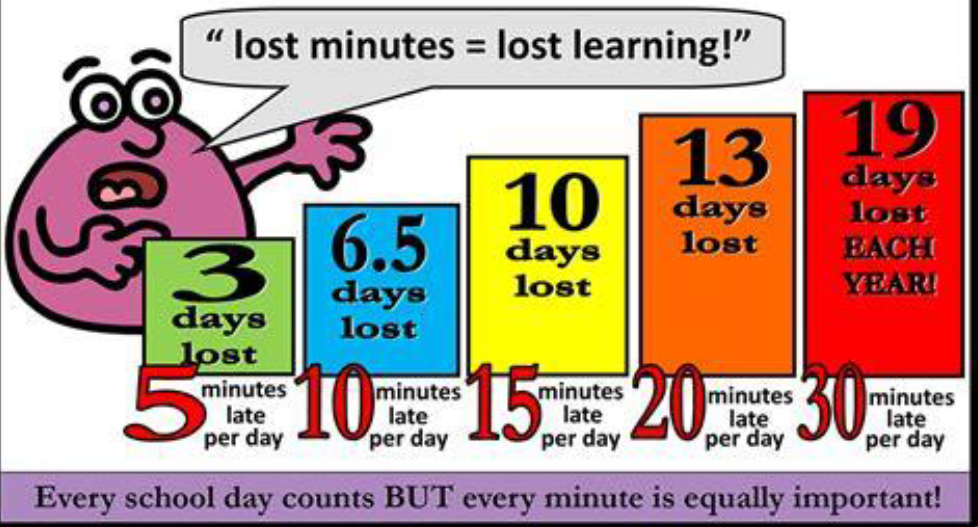 “ lost minutes = lost learning!”
3
days
lost
6.5
days
lost
10
days
lost
13
days
lost
19
days
lost
EACH
YEAR!
5 minutes
late
per day
10 minutes
late
per day
15 minutes
late
per day
20 minutes
late
per day
30 minutes
late
per day
Every school day counts BUT every minute is equally important!